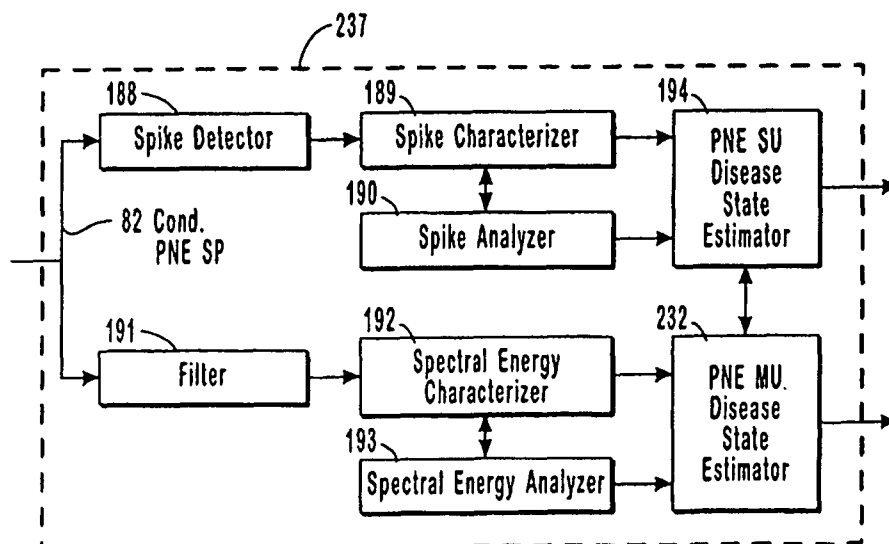 237
188
Spike Detector
189
Spike Characterizer
194
PNE SU
Disease
State
Estimator
190
Spike Analyzer
82 Cond.
PNE SP
191
Filter
192
Spectral Energy
Characterizer
232
PNE MU.
Disease
State
Estimator
193
Spectral Energy Analyzer